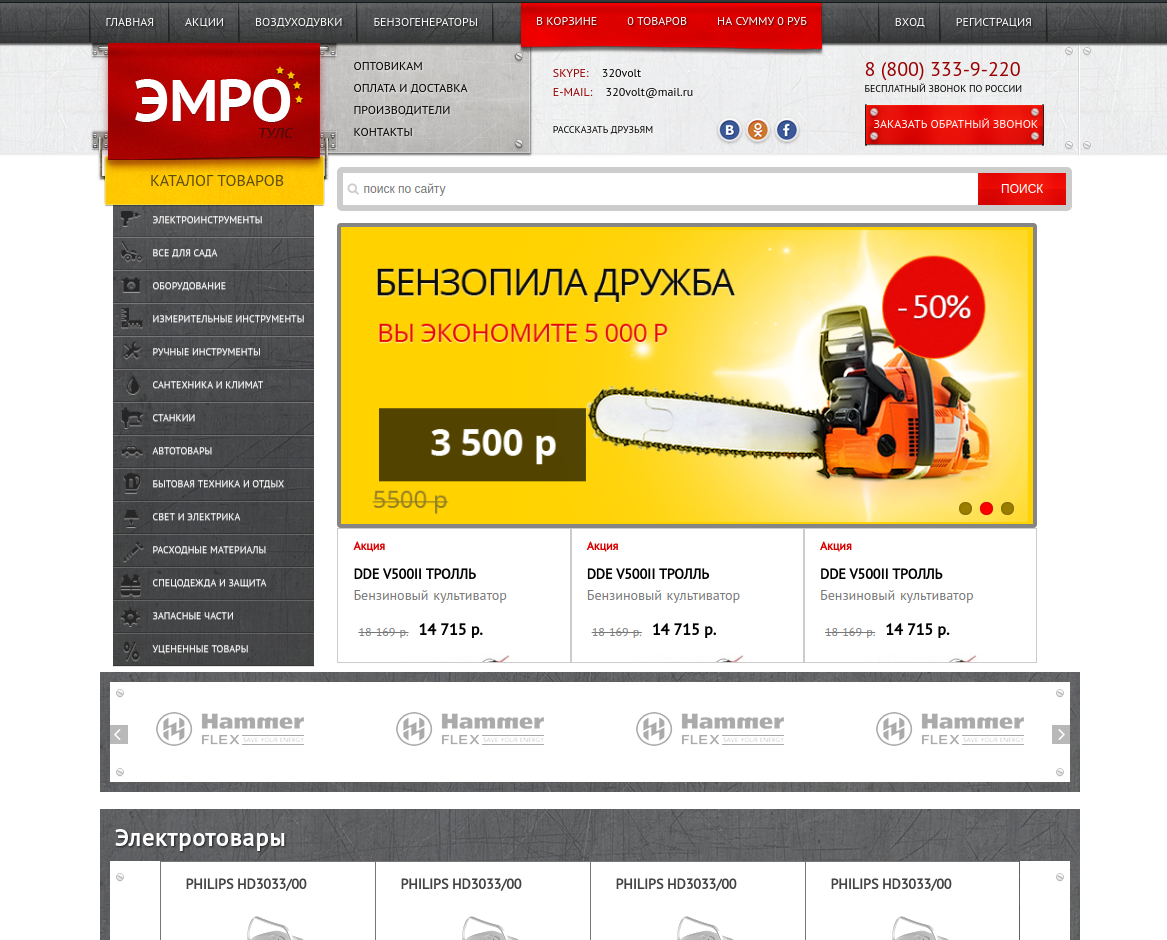 ГЛАВНАЯ АКЦИИ ВОЗДУХОДУВКИ БЕНЗОГЕНЕРАТОРЫ В КОРЗИНЕ 0 ТОВАРОВ НА СУММУ 0 РУБ ВХОД РЕГИСТРАЦИЯ
ЭМРО
ТУЛС
ОПТОВИКАМ
ОПЛАТА И ДОСТАВКА
ПРОИЗВОДИТЕЛИ
КОНТАКТЫ
SKYPE: 320volt
E-MAIL: 320volt@mail.ru
РАССКАЗАТЬ ДРУЗЬЯМ
8 (800) 333-9-220
БЕСПЛАТНЫЙ ЗВОНОК ПО РОССИИ
ЗАКАЗАТЬ ОБРАТНЫЙ ЗВОНОК
КАТАЛОГ ТОВАРОВ
поиск по сайту ПОИСК
ЭЛЕКТРОИНСТРУМЕНТЫ
ВСЕ ДЛЯ САДА
ОБОРУДОВАНИЕ
ИЗМЕРИТЕЛЬНЫЕ ИНСТРУМЕНТЫ
РУЧНЫЕ ИНСТРУМЕНТЫ
САНТЕХНИКА И КЛИМАТ
СТАНКИИ
АВТОТОВАРЫ
БЫТОВАЯ ТЕХНИКА И ОТДЫХ
СВЕТ И ЭЛЕКТРИКА
РАСХОДНЫЕ МАТЕРИАЛЫ
СПЕЦОДЕЖДА И ЗАЩИТА
ЗАПАСНЫЕ ЧАСТИ
УЦЕНЕННЫЕ ТОВАРЫ
БЕНЗОПИЛА ДРУЖБА
ВЫ ЭКОНОМИТЕ 5 000 Р
- 50%
3 500 р
5500 р
Акция Акция Акция
DDE V500II ТРОЛЛЬ DDE V500II ТРОЛЛЬ DDE V500II ТРОЛЛЬ
Бензиновый культиватор Бензиновый культиватор Бензиновый культиватор
18 169 р. 14 715 р. 18 169 р. 14 715 р. 18 169 р. 14 715 р.
Hammer Hammer Hammer Hammer
FLEX SAVE YOUR ENERGY FLEX SAVE YOUR ENERGY FLEX SAVE YOUR ENERGY FLEX SAVE YOUR ENERGY
Электротовары
PHILIPS HD3033/00 PHILIPS HD3033/00 PHILIPS HD3033/00 PHILIPS HD3033/00